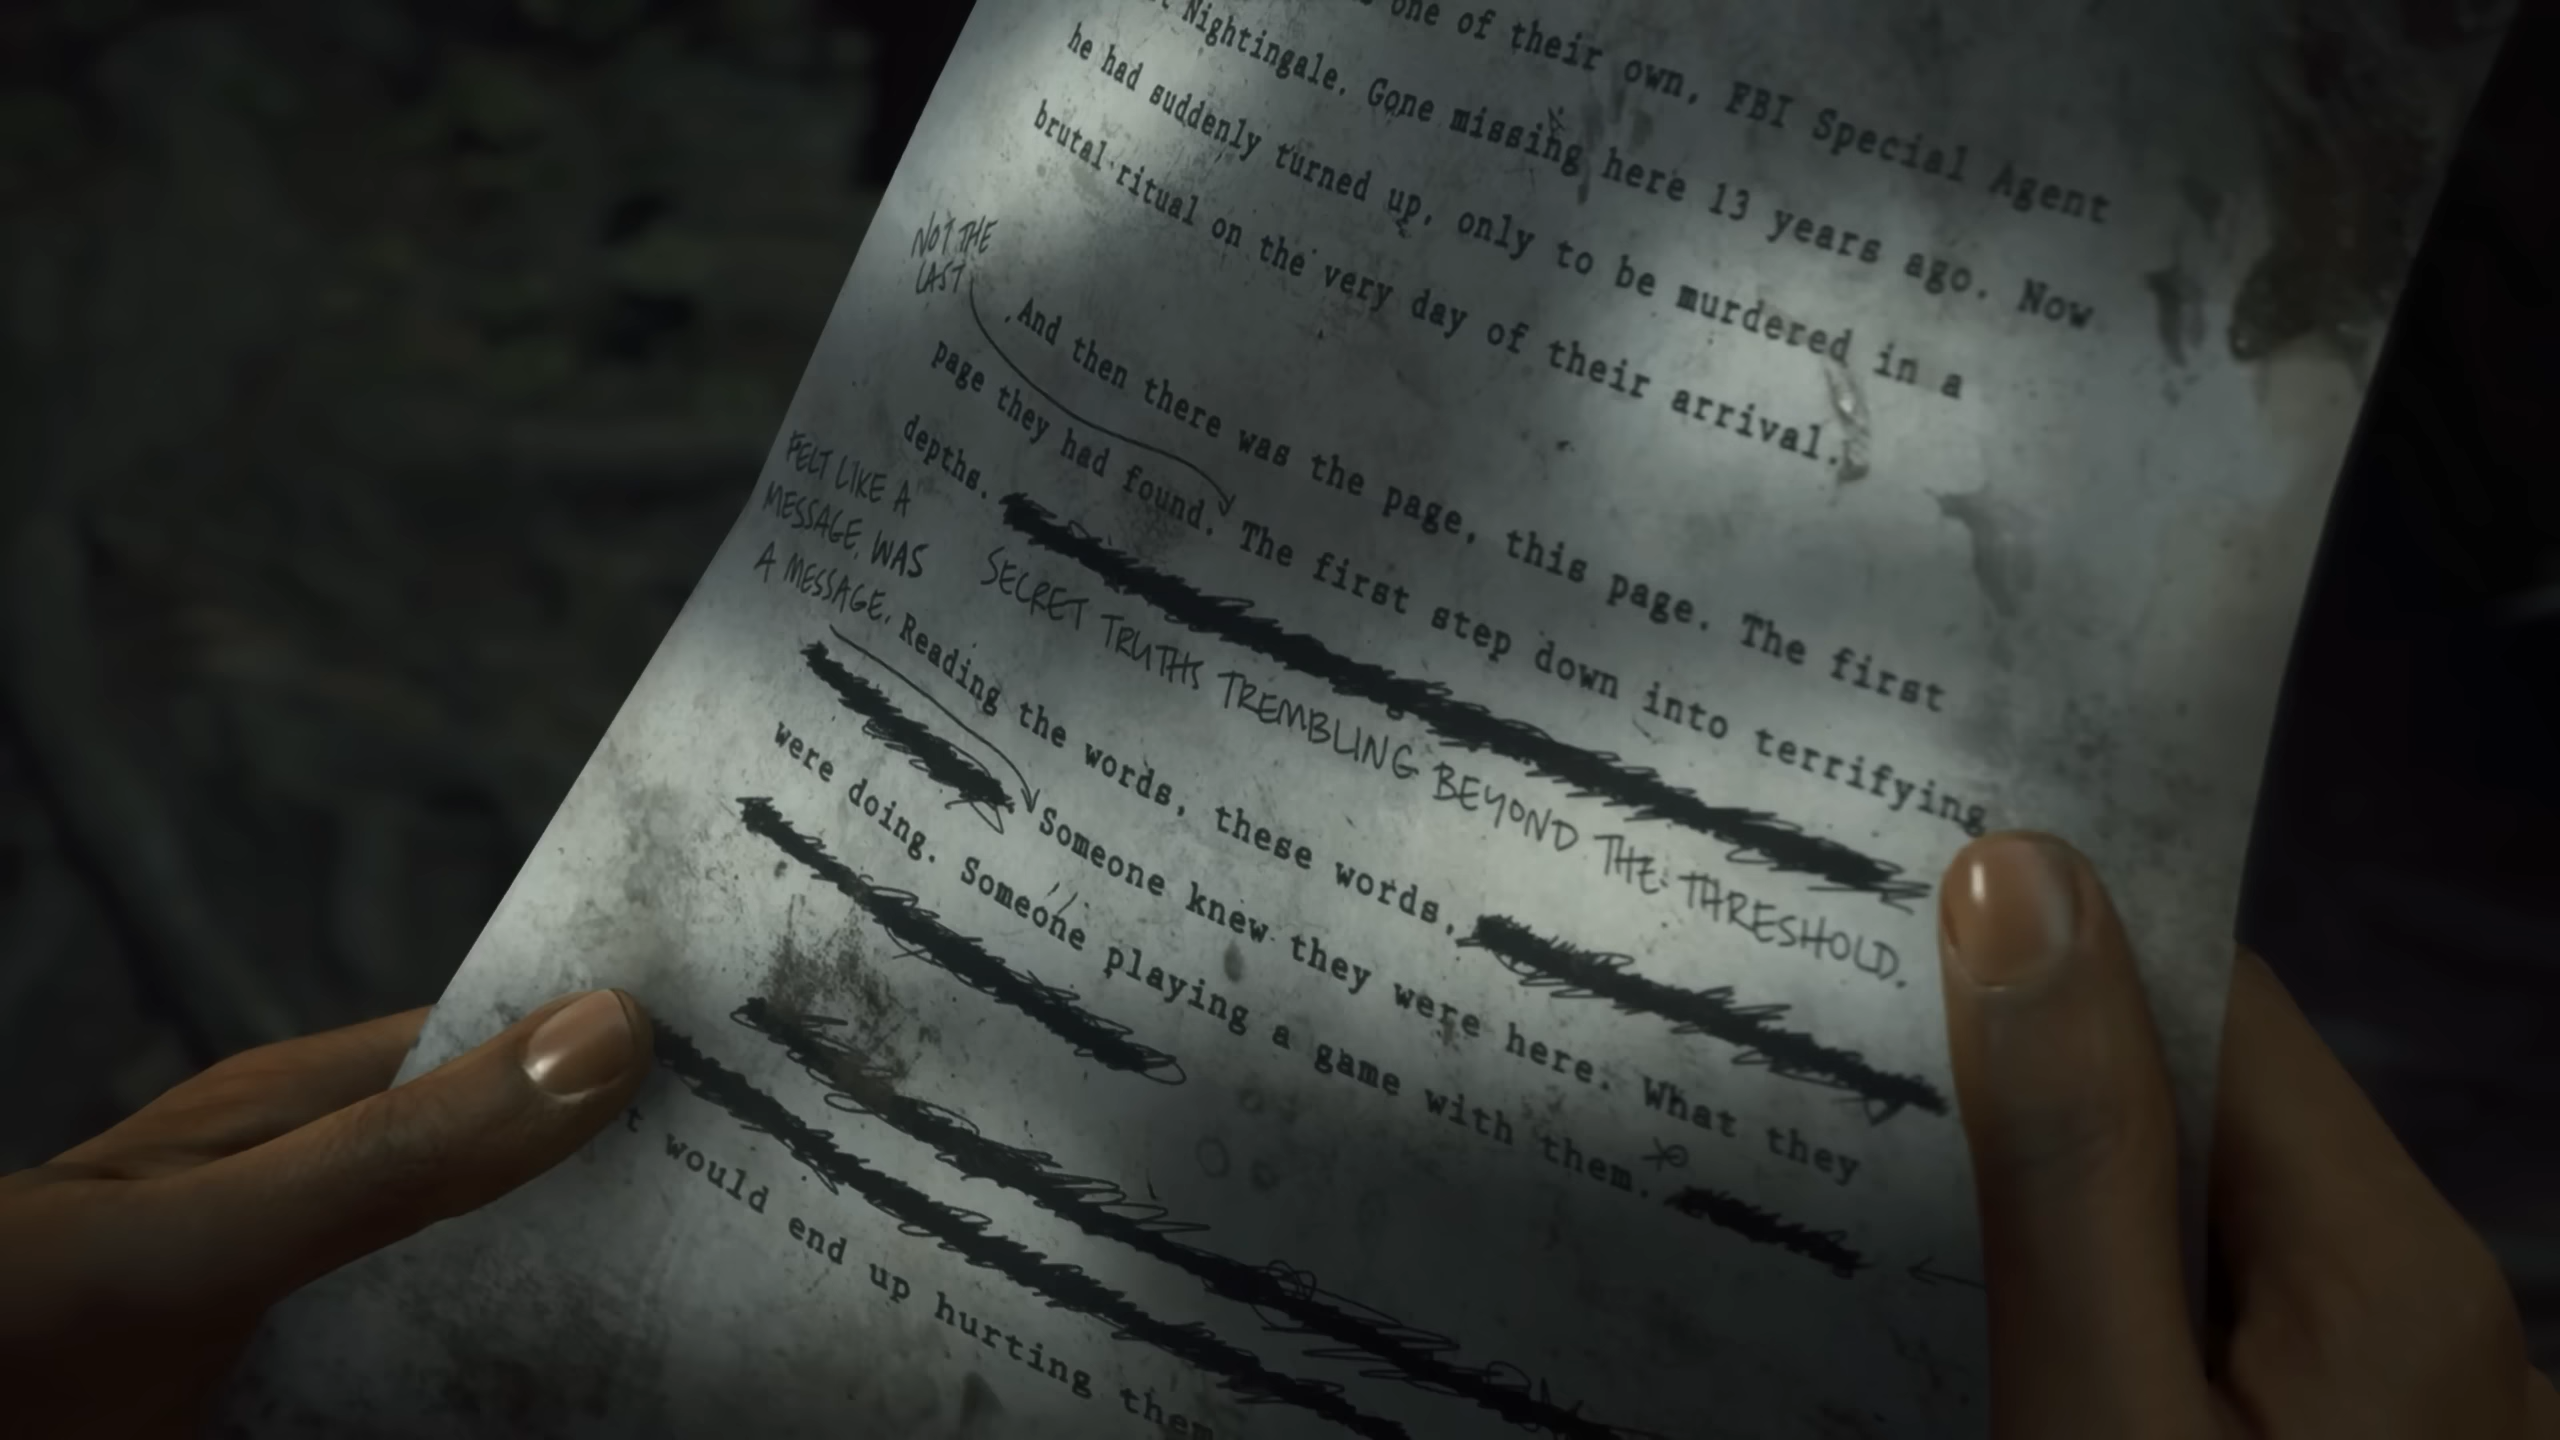 one of their own, FBI Special Agent
Nightingale. Gone missing here 13 years ago. Now
he had suddenly turned up, only to be murdered in a
brutal ritual on the very day of their arrival.
NOT THE
LAST
And then there was the page, this page. The first
page they had found. The first step down into terrifying
depths.
SECRET TRUTHS TREMBLING BEYOND THE THRESHOLD.
FELT LIKE A
MESSAGE, WAS
A MESSAGE.
Reading the words, these words,
Someone knew they were here. What they
were doing. Someone playing a game with them.
would end up hurting them